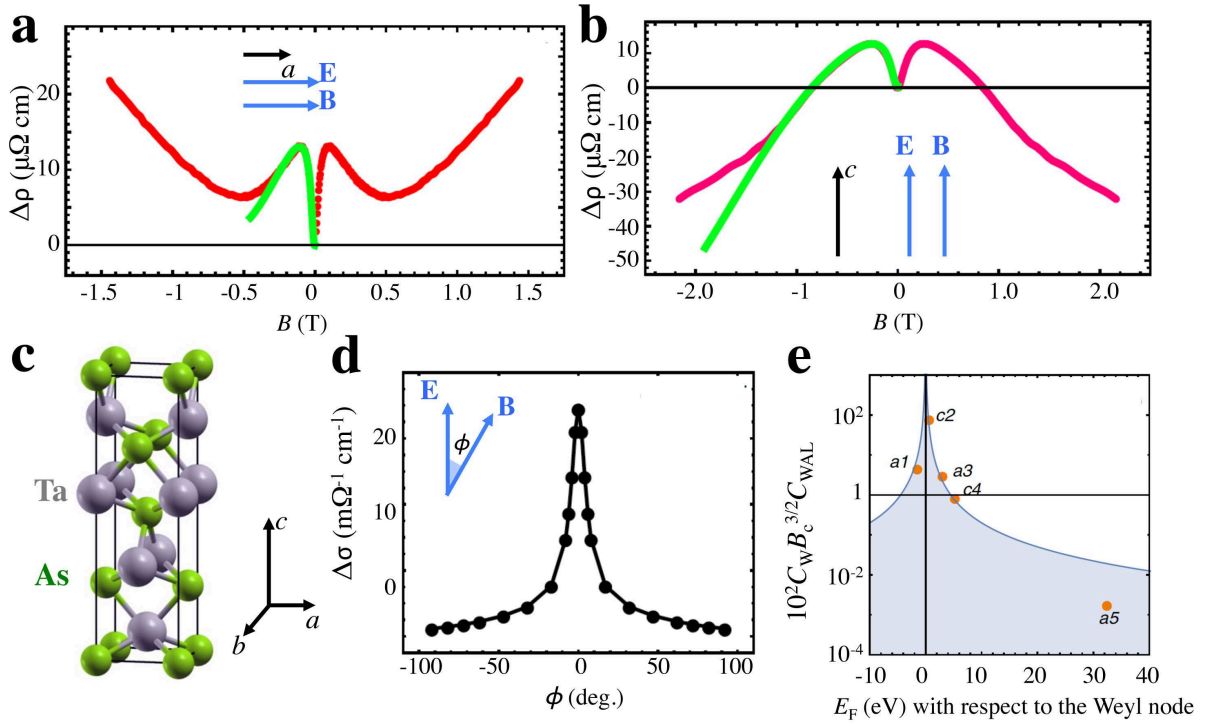 a
Δρ (μΩ cm)
20
10
0
a
E
B
-1.5
-1
-0.5
0
0.5
1.0
1.5
B (T)
b
Δρ (μΩ cm)
10
0
-10
-20
-30
-40
-50
c
E
B
-2.0
-1
0
1
2.0
B (T)
c
Ta
As
c
a
b
d
Δσ (mΩ⁻¹ cm⁻¹)
20
10
0
E
B
ϕ
-100
-50
0
50
100
ϕ (deg.)
e
10²C_W B_c^3/2 C_WAL
10²
1
10⁻²
10⁻⁴
c2
a1
a3
c4
a5
-10
0
10
20
30
40
E_F (eV) with respect to the Weyl node